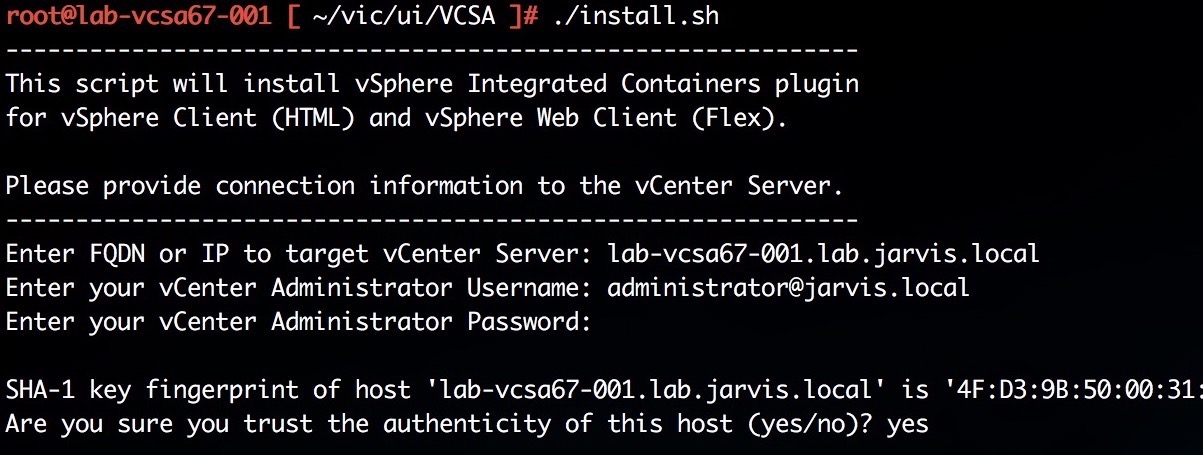 root@lab-vcsa67-001 [ ~/vic/ui/VCSA ]# ./install.sh
-------------------------------------------------------------
This script will install vSphere Integrated Containers plugin
for vSphere Client (HTML) and vSphere Web Client (Flex).
Please provide connection information to the vCenter Server.
-------------------------------------------------------------
Enter FQDN or IP to target vCenter Server: lab-vcsa67-001.lab.jarvis.local
Enter your vCenter Administrator Username: administrator@jarvis.local
Enter your vCenter Administrator Password:
SHA-1 key fingerprint of host 'lab-vcsa67-001.lab.jarvis.local' is '4F:D3:9B:50:00:31:
Are you sure you trust the authenticity of this host (yes/no)? yes